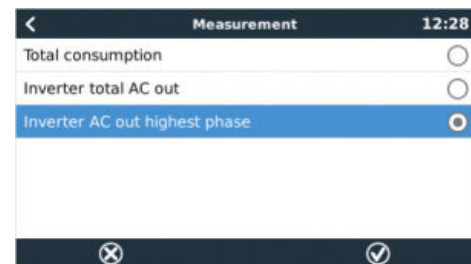 Measurement 12:28
Total consumption
Inverter total AC out
Inverter AC out highest phase